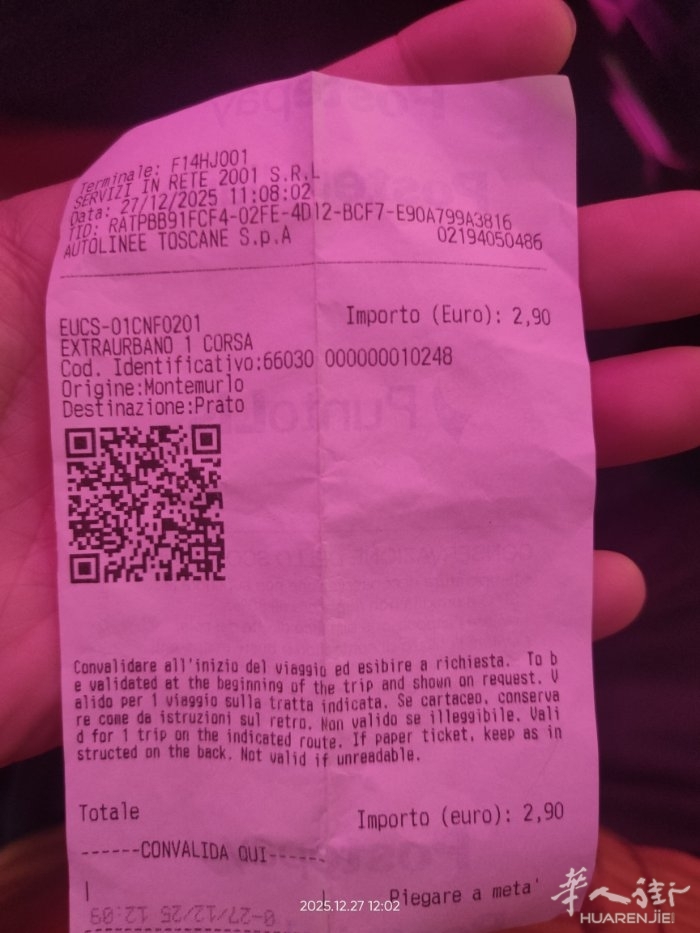 Terminale: F14HJ001
SERVIZI IN RETE 2001 S.R.L
Data: 27/12/2025 11:08:02
TID: RATPBB91FCF4-02FE-4D12-BCF7-E90A799A3816
AUTOLINEE TOSCANE S.p.A 02194050486
EUCS-01CNF0201 Importo (Euro): 2,90
EXTRAURBANO 1 CORSA
Cod. Identificativo:66030 000000010248
Origine:Montemurlo
Destinazione:Prato
Convalidare all'inizio del viaggio ed esibire a richiesta. To b
e validated at the beginning of the trip and shown on request. V
alido per 1 viaggio sulla tratta indicata. Se cartaceo, conserva
re come da istruzioni sul retro. Non valido se illeggibile. Vali
d for 1 trip on the indicated route. If paper ticket, keep as in
structed on the back. Not valid if unreadable.
Totale Importo (euro): 2,90
------CONVALIDA QUI------
Piegare a meta'
0-27/12/25 12:09
2025.12.27 12:02
华人街
HUARENJIE